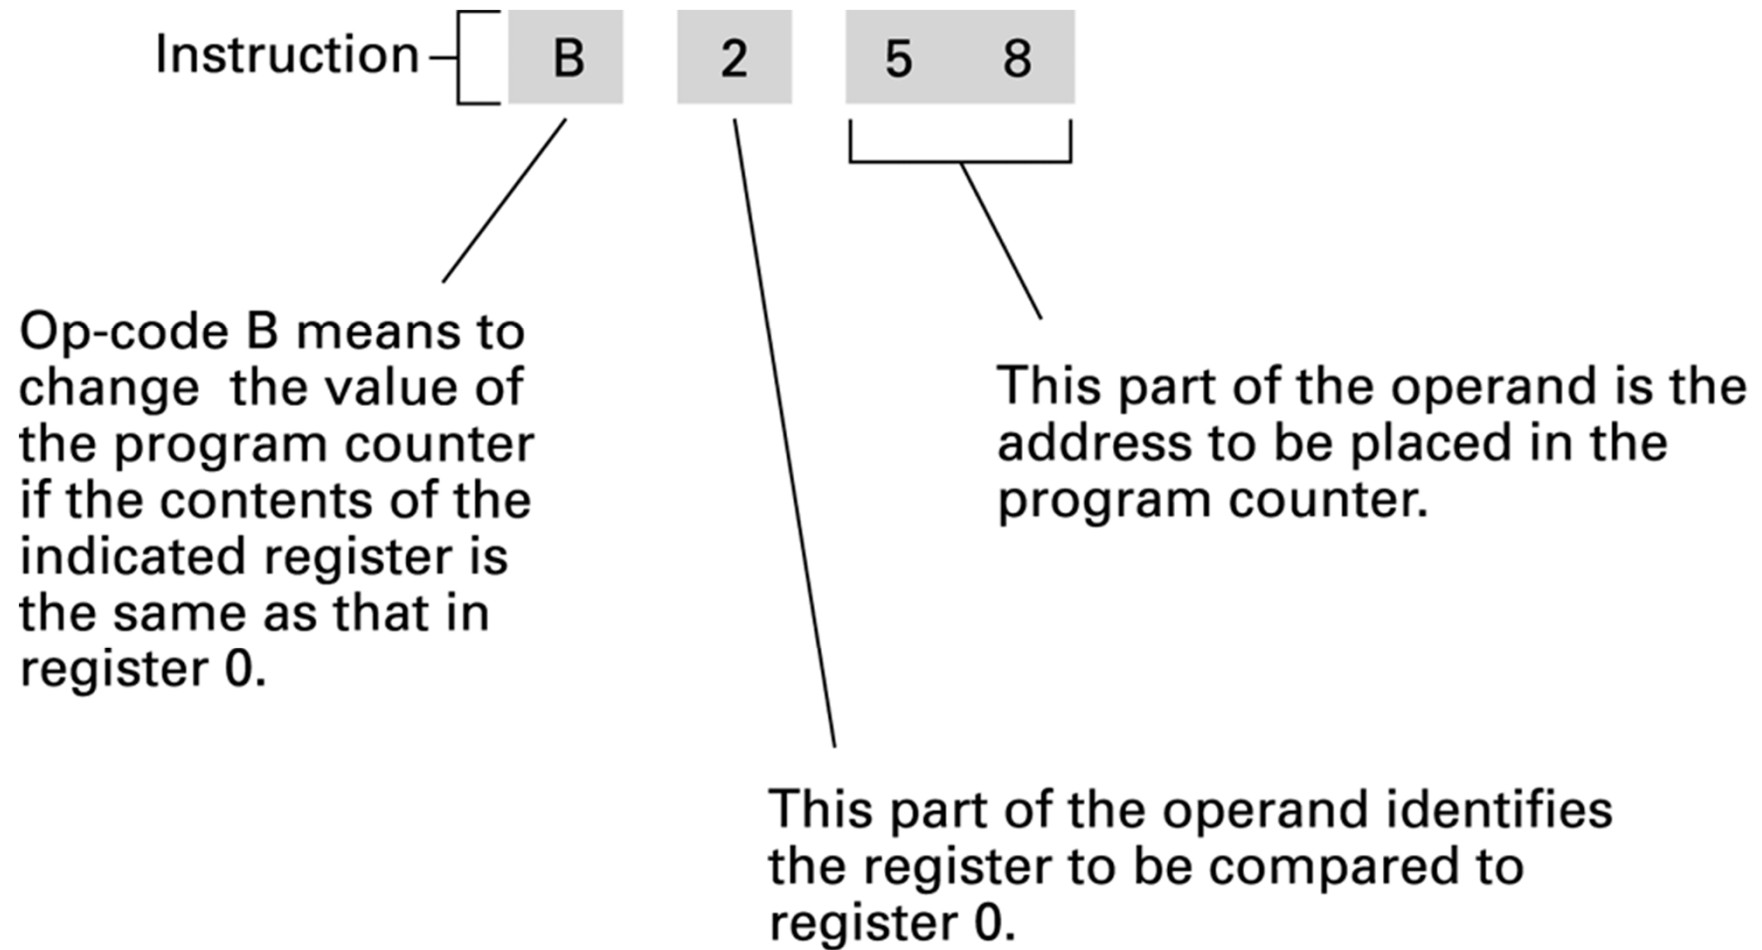 Instruction B 2 5 8
Op-code B means to
change the value of
the program counter
if the contents of the
indicated register is
the same as that in
register 0.
This part of the operand is the
address to be placed in the
program counter.
This part of the operand identifies
the register to be compared to
register 0.